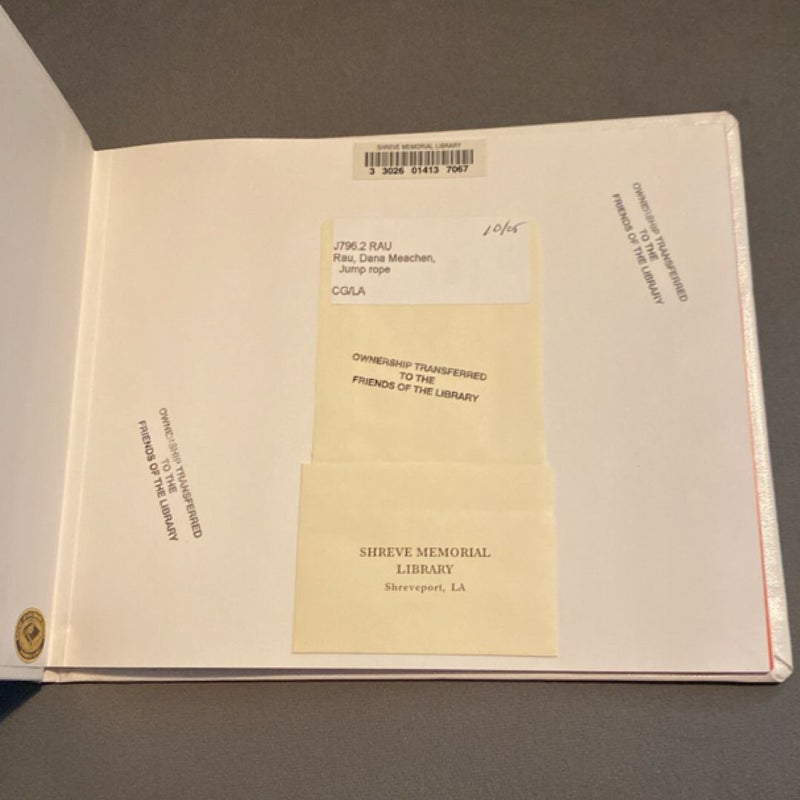 SHREVE MEMORIAL LIBRARY
3 3026 01413 7067
10/05
J796.2 RAU
Rau, Dana Meachen,
Jump rope
CG/LA
OWNERSHIP TRANSFERRED
TO THE
FRIENDS OF THE LIBRARY
OWNERSHIP TRANSFERRED
TO THE
FRIENDS OF THE LIBRARY
OWNERSHIP TRANSFERRED
TO THE
FRIENDS OF THE LIBRARY
SHREVE MEMORIAL
LIBRARY
Shreveport, LA